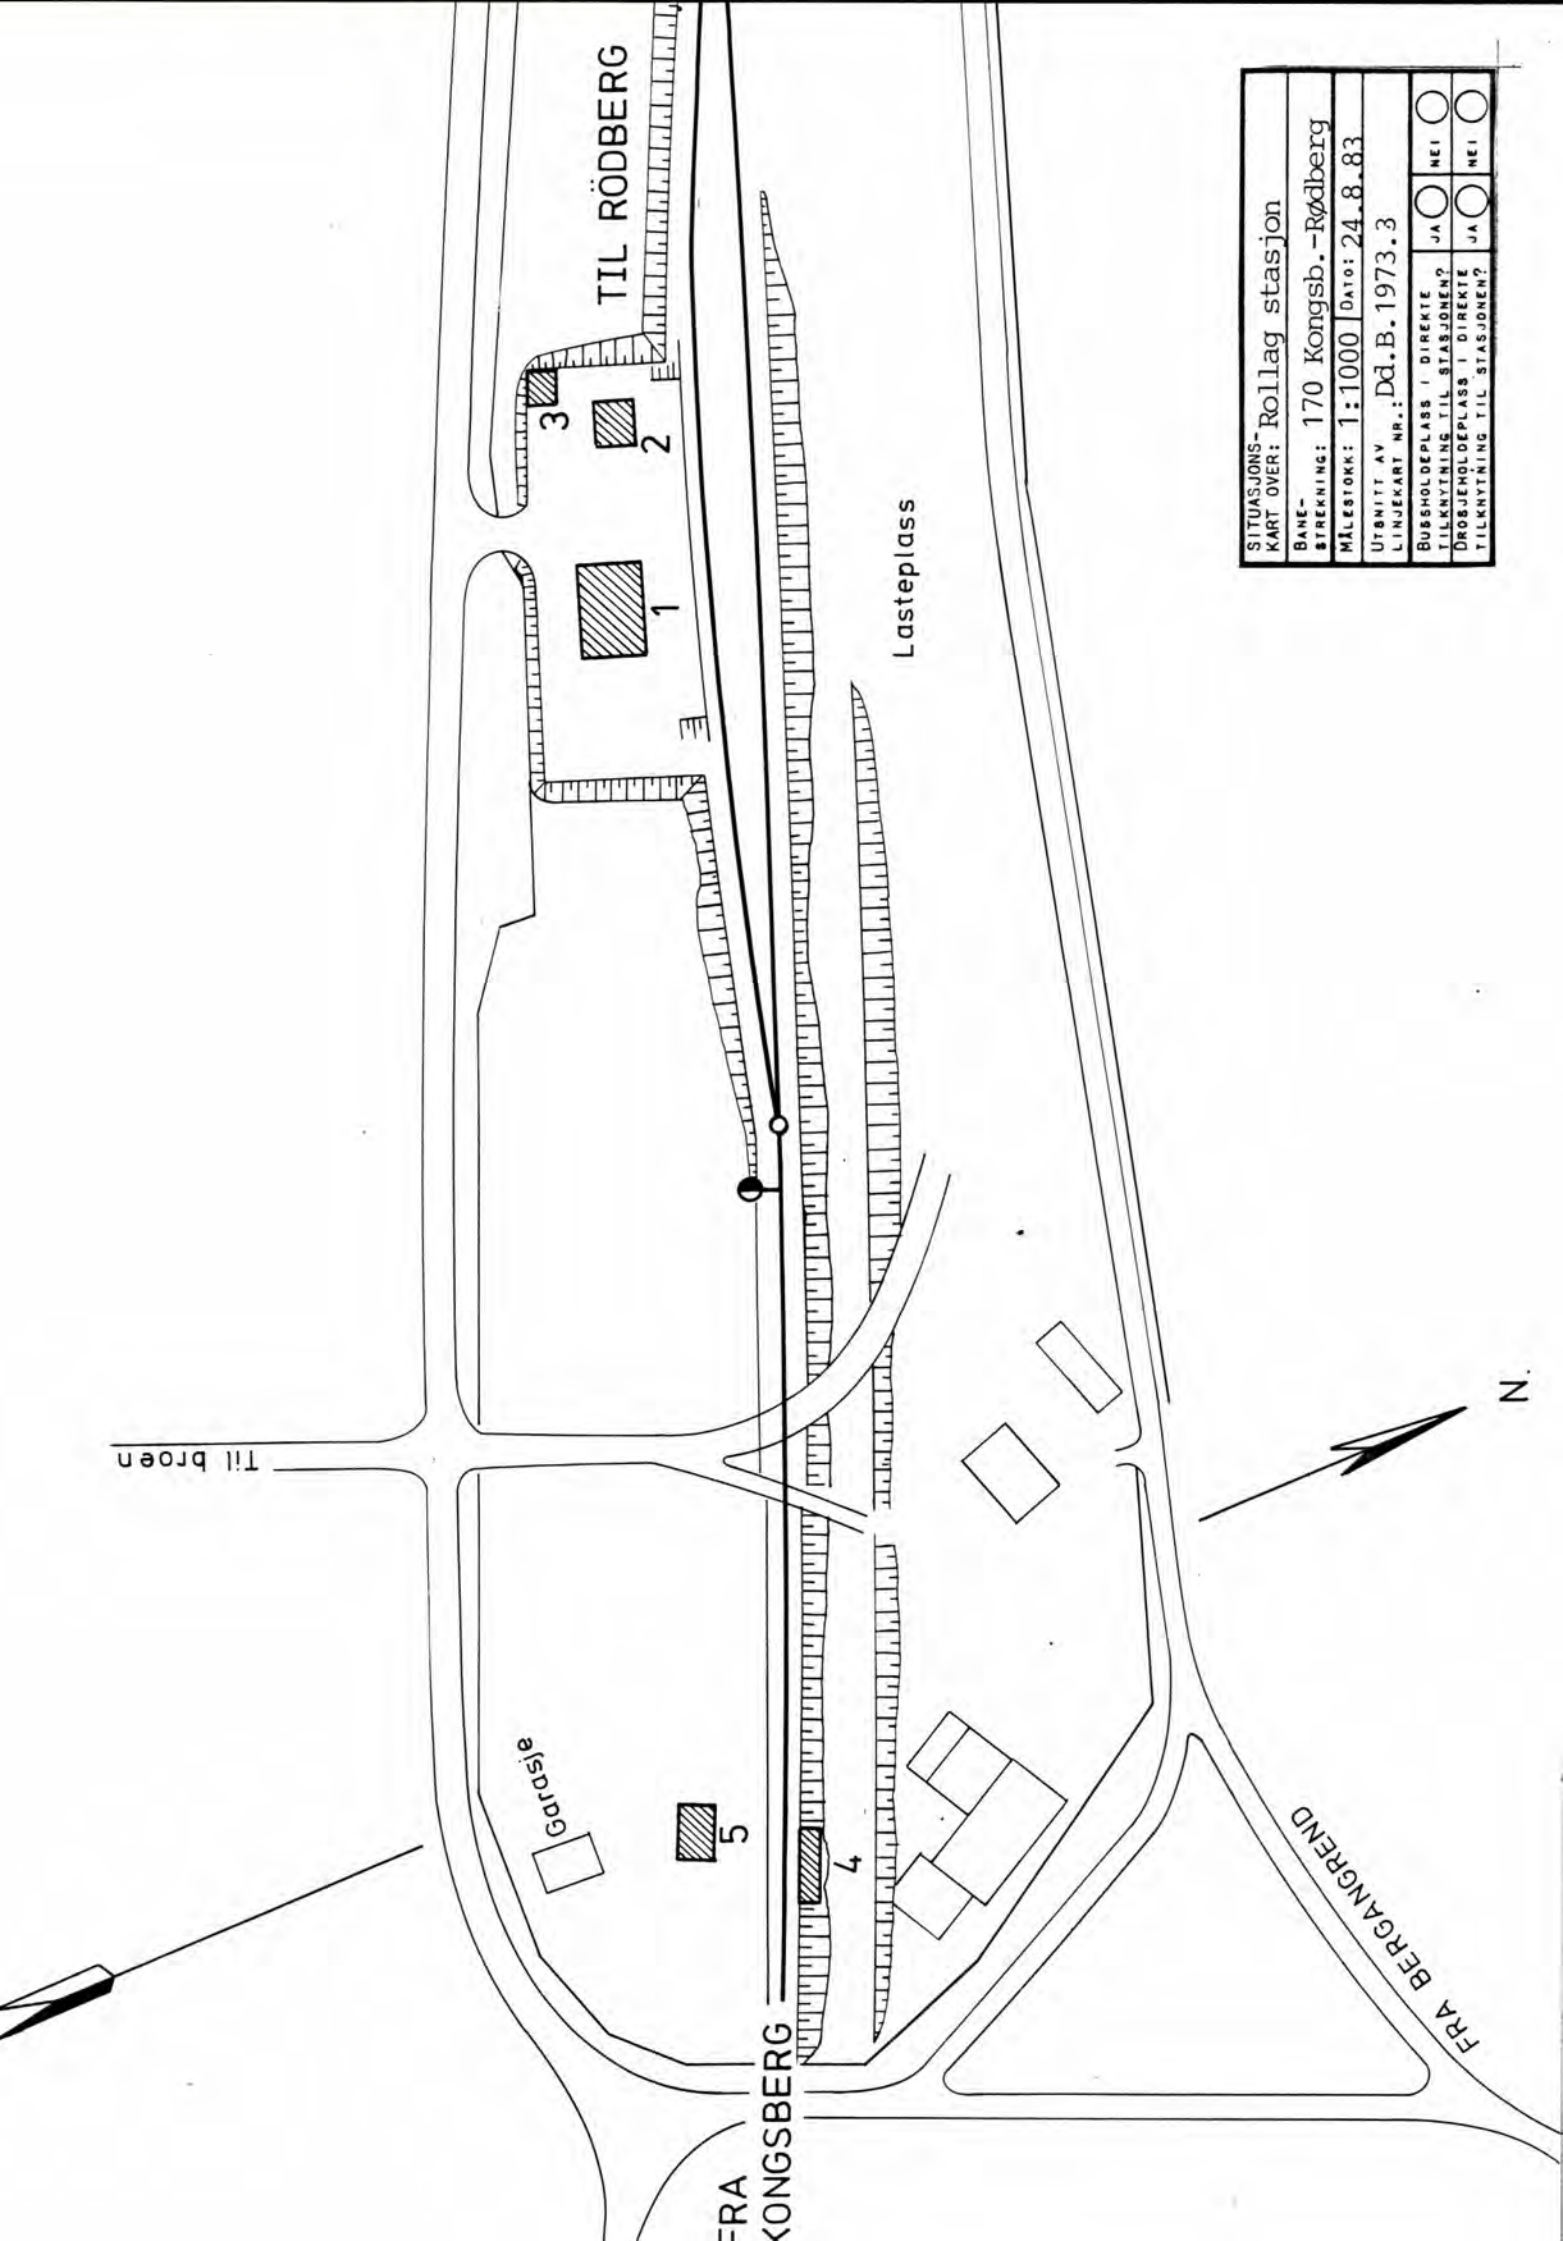 TIL RÖDBERG
3
2
1
Lasteplass
Til broen
Garasje
5
4
FRA
KONGSBERG
FRA BERGANGREND
N.
SITUASJONS-
KART OVER: Rollag stasjon
BANE-
STREKNING: 170 Kongsb.-Rødberg
MÅLESTOKK: 1:1000 DATO: 24.8.83
UTSNITT AV
LINJEKART NR.: Dd.B.1973.3
BUSSHOLDEPLASS I DIREKTE
TILKNYTNING TIL STASJONEN? JA NEI
DROSJEHOLDEPLASS I DIREKTE
TILKNYTNING TIL STASJONEN? JA NEI